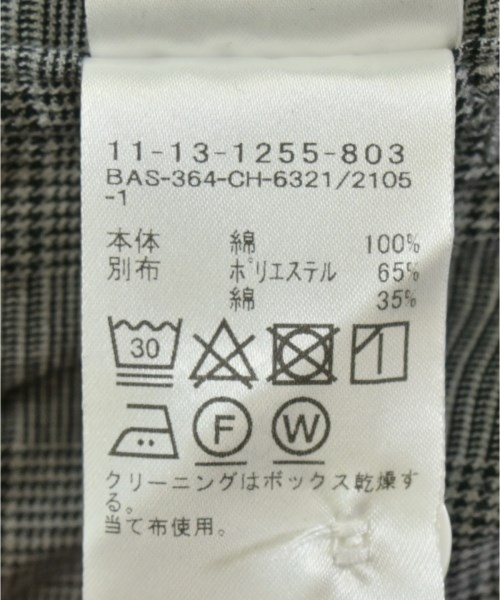 11-13-1255-803
BAS-364-CH-6321/2105
-1
本体 綿 100%
別布 ポリエステル 65%
綿 35%
30
F W
クリーニングはボックス乾燥す
る。
当て布使用。